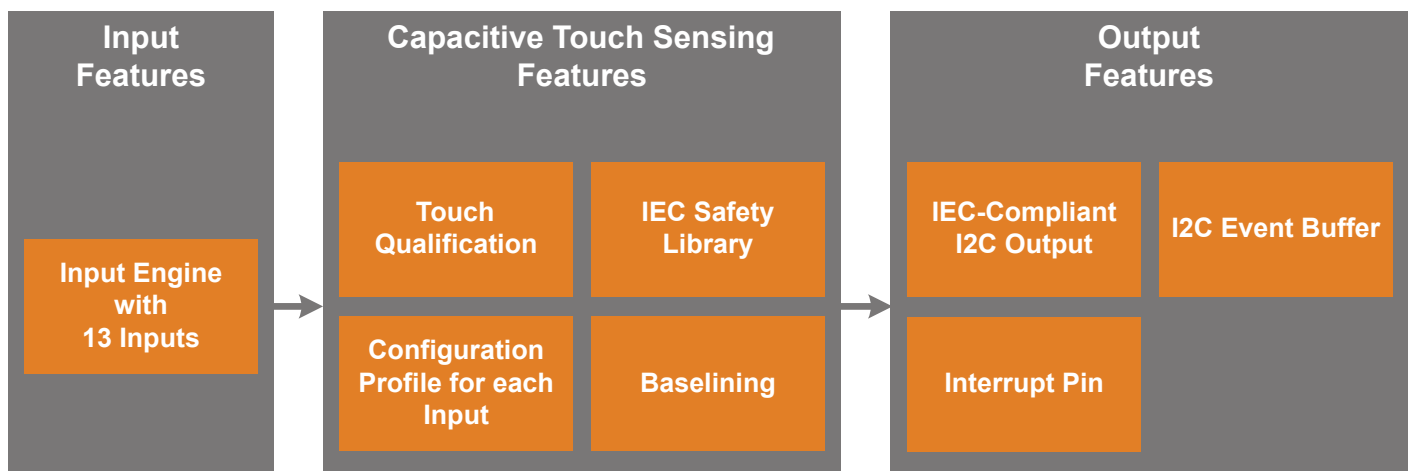 Input
Features
Input Engine
with
13 Inputs
Capacitive Touch Sensing
Features
Touch
Qualification
IEC Safety
Library
Configuration
Profile for each
Input
Baselining
Output
Features
IEC-Compliant
I2C Output
I2C Event Buffer
Interrupt Pin